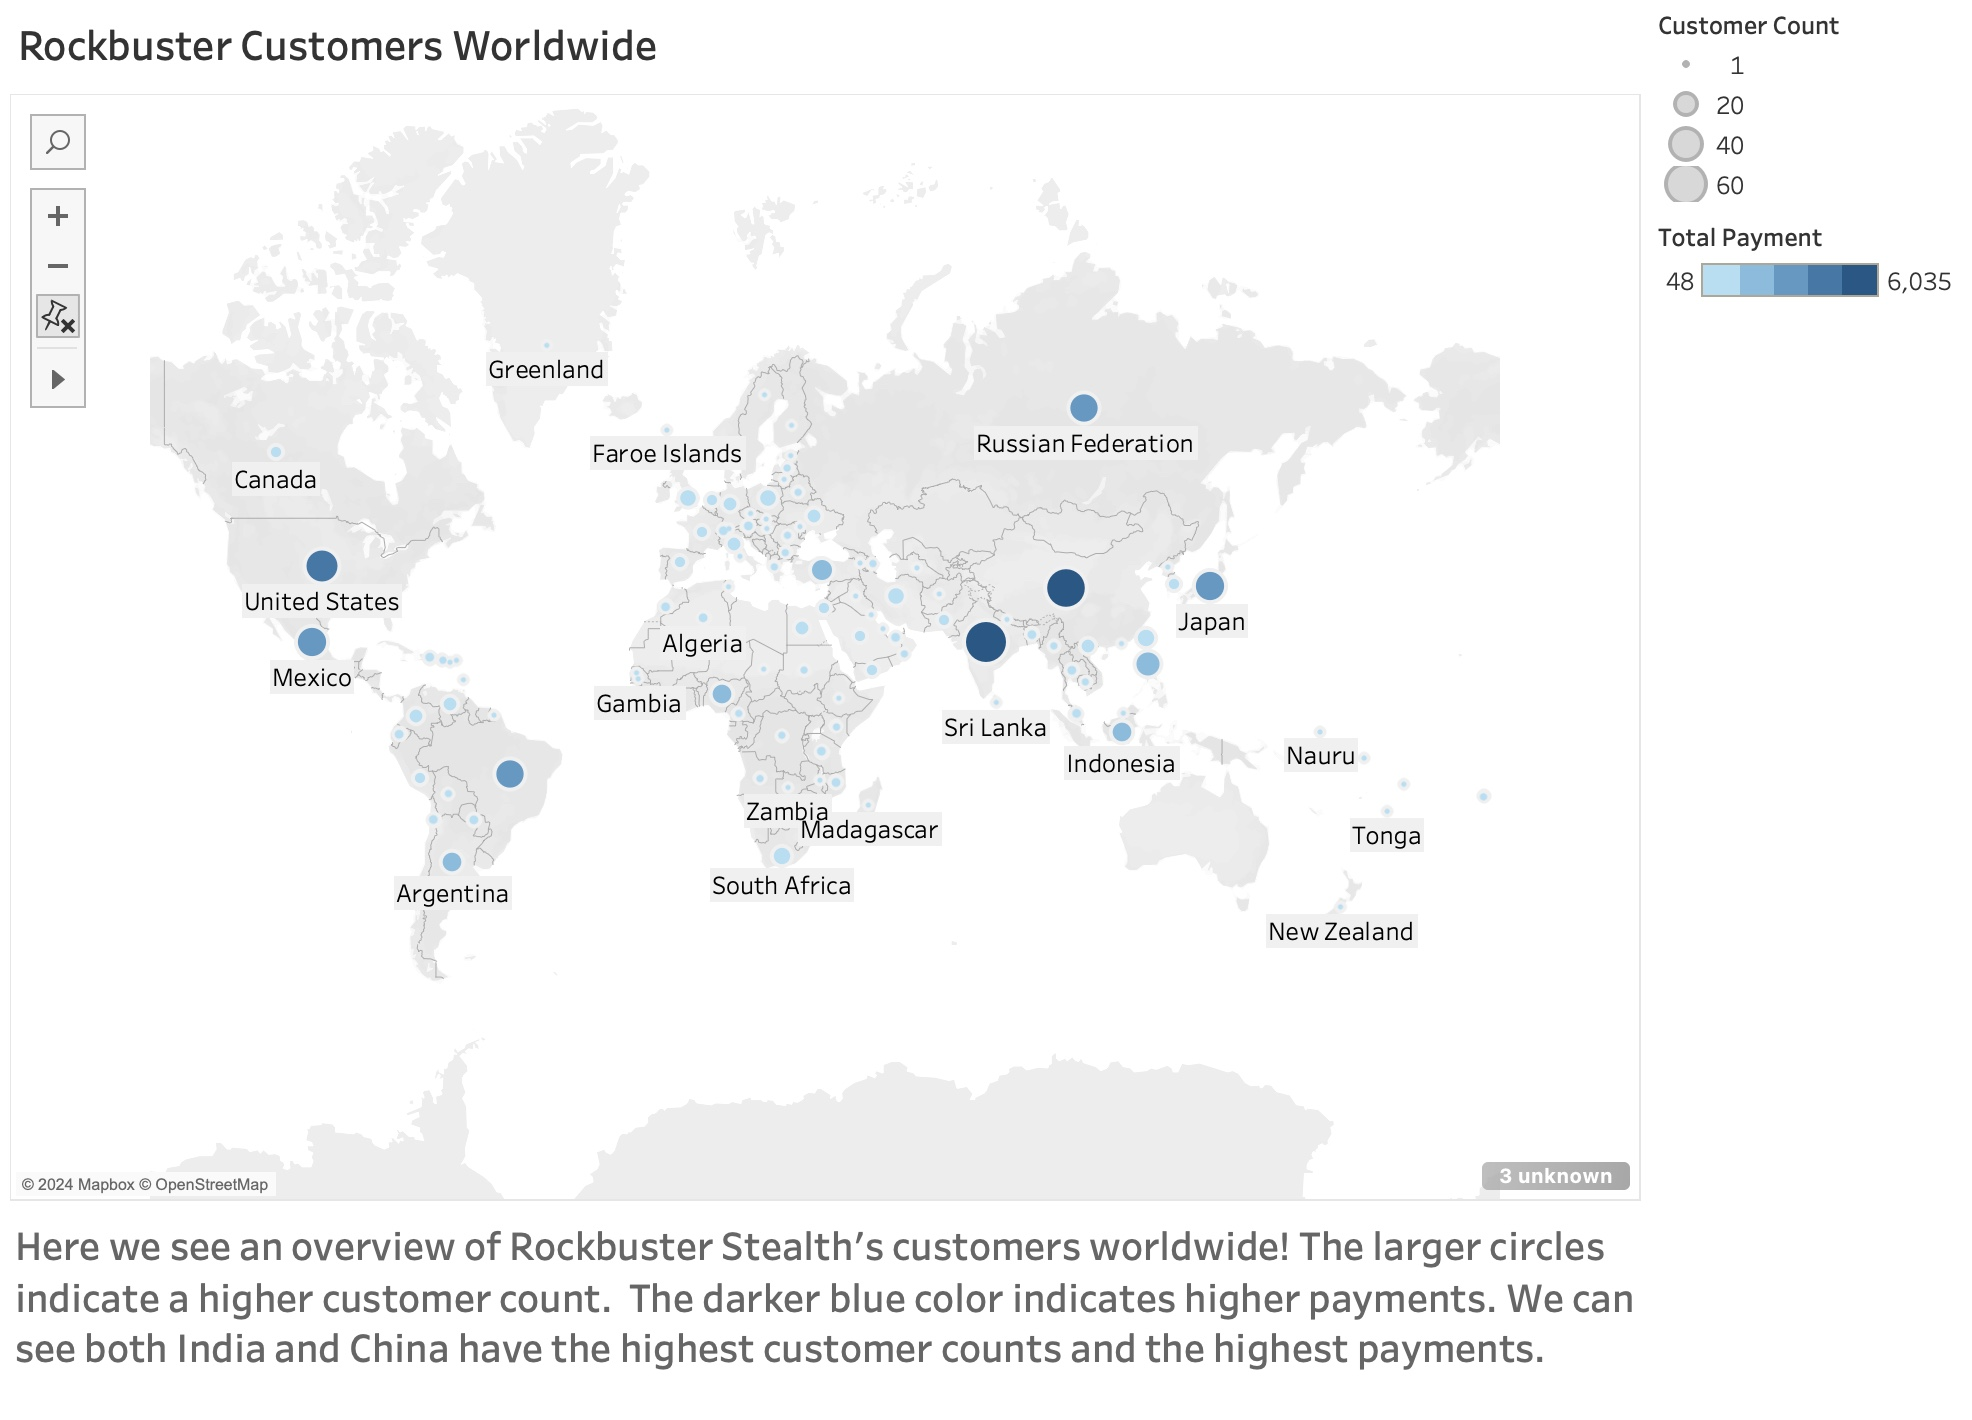 Rockbuster Customers Worldwide
Customer Count
1
20
40
60
Total Payment
48 6,035
Greenland
Faroe Islands
Russian Federation
Canada
United States
Japan
Algeria
Mexico
Gambia
Sri Lanka
Nauru
Indonesia
Zambia
Madagascar
Tonga
South Africa
Argentina
New Zealand
3 unknown
© 2024 Mapbox © OpenStreetMap
Here we see an overview of Rockbuster Stealth's customers worldwide! The larger circles
indicate a higher customer count.  The darker blue color indicates higher payments. We can
see both India and China have the highest customer counts and the highest payments.